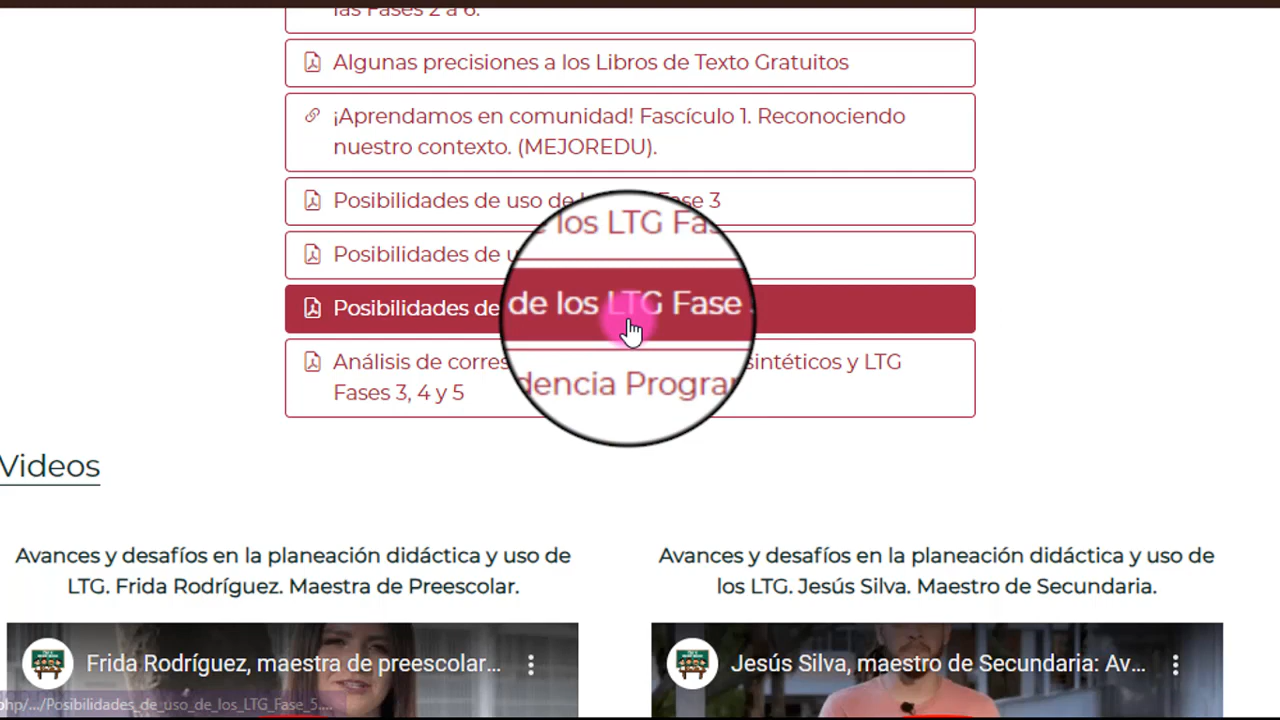 las Fases 2 a 6.
Algunas precisiones a los Libros de Texto Gratuitos
¡Aprendamos en comunidad! Fascículo 1. Reconociendo
nuestro contexto. (MEJOREDU).
Posibilidades de uso de los LTG Fase 3
Posibilidades de
Posibilidades de de los LTG Fase
Análisis de sintéticos y LTG
Fases 3, 4 y 5
Videos
Avances y desafíos en la planeación didáctica y uso de
LTG. Frida Rodríguez. Maestra de Preescolar.
Avances y desafíos en la planeación didáctica y uso de
los LTG. Jesús Silva. Maestro de Secundaria.
Frida Rodríguez, maestra de preescolar...
Jesús Silva, maestro de Secundaria: Av...
php/.../Posibilidades_de_uso_de_los_LTG_Fase_5....